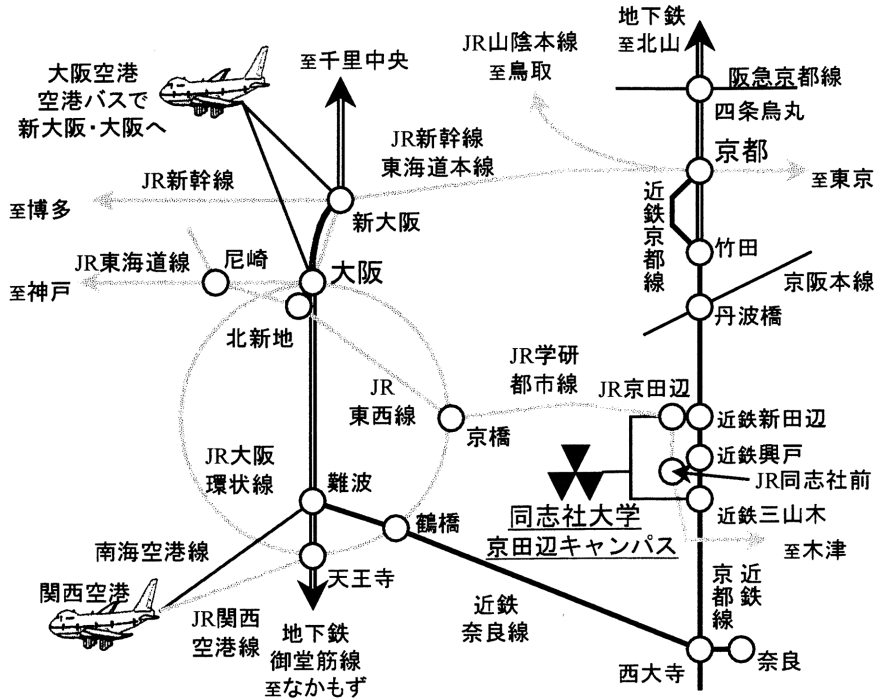 大阪空港
空港バスで
新大阪・大阪へ
至千里中央
JR山陰本線
至鳥取
地下鉄
至北山
阪急京都線
四条烏丸
JR新幹線
東海道本線
京都
至東京
JR新幹線
至博多
新大阪
近鉄京都線
竹田
JR東海道線
尼崎
大阪
至神戸
京阪本線
丹波橋
北新地
JR
東西線
JR学研
都市線
JR京田辺
京橋
近鉄新田辺
JR大阪
環状線
近鉄興戸
JR同志社前
難波
近鉄三山木
同志社大学
京田辺キャンパス
鶴橋
至木津
南海空港線
関西空港
天王寺
JR関西
空港線
地下鉄
御堂筋線
至なかもず
近鉄
奈良線
近鉄
京都線
西大寺
奈良